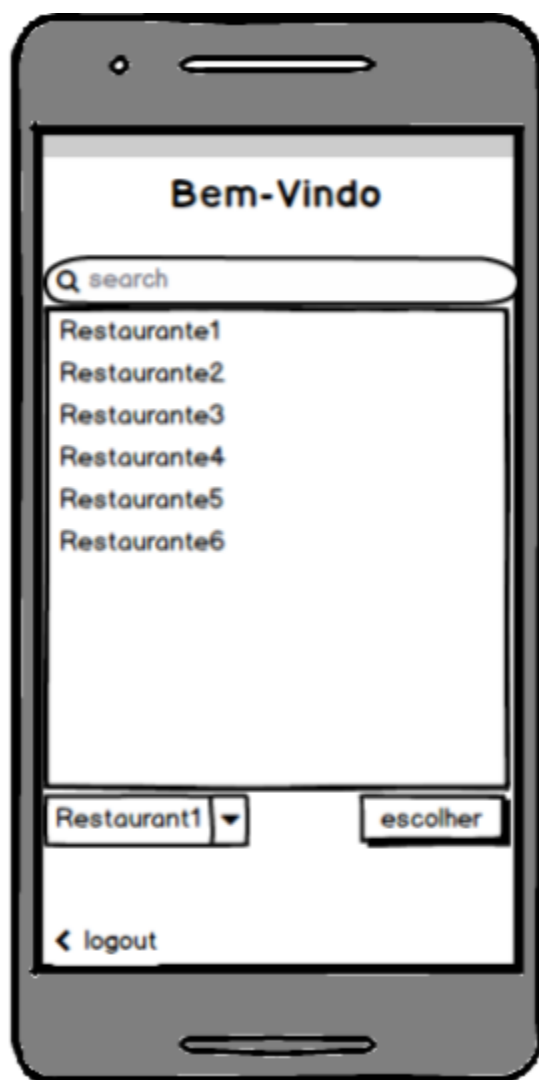 Bem-Vindo
search
Restaurante1
Restaurante2
Restaurante3
Restaurante4
Restaurante5
Restaurante6
Restaurant1
escolher
logout